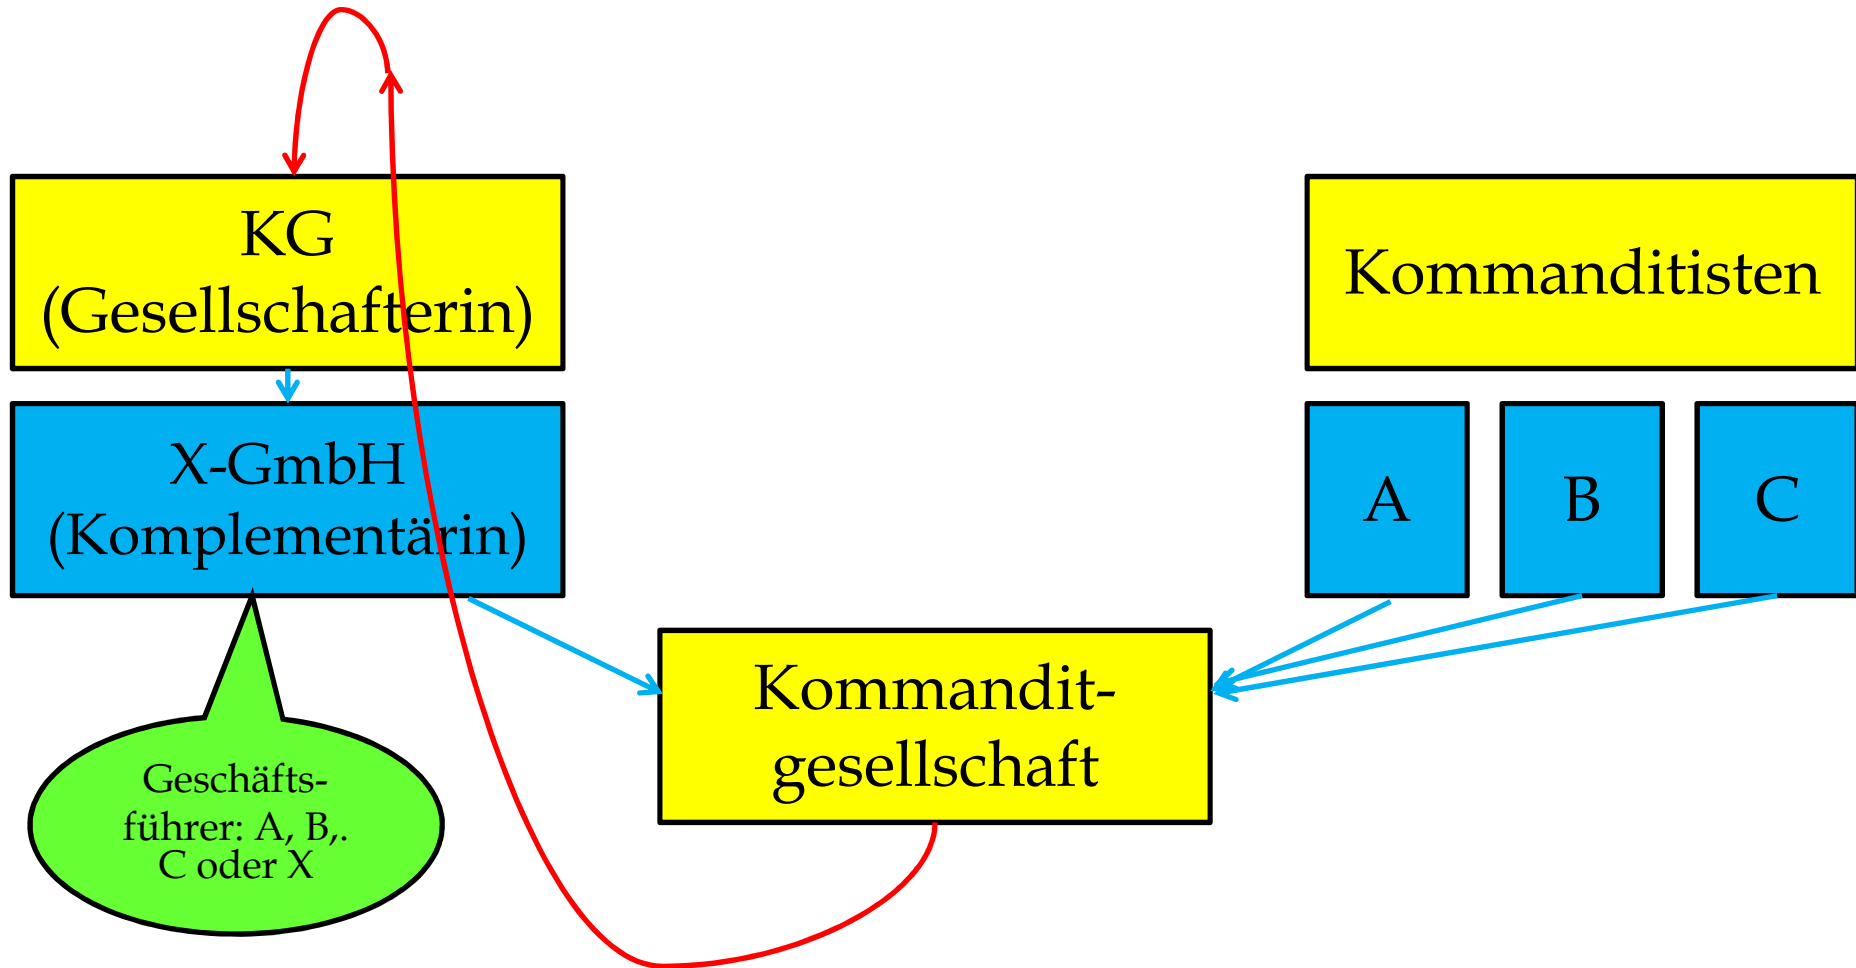 KG
(Gesellschafterin)
Kommanditisten
X-GmbH
(Komplementärin)
A
B
C
Kommandit-
gesellschaft
Geschäfts-
führer: A, B,.
C oder X